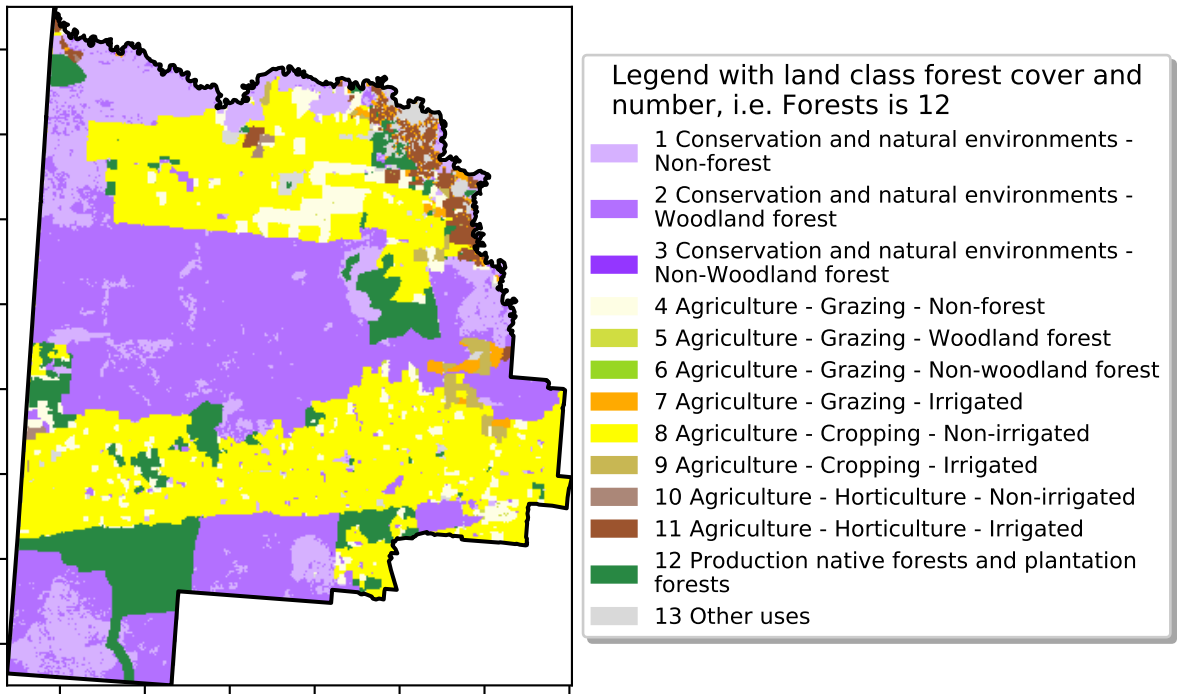 Legend with land class forest cover and
number, i.e. Forests is 12
1 Conservation and natural environments -
Non-forest
2 Conservation and natural environments -
Woodland forest
3 Conservation and natural environments -
Non-Woodland forest
4 Agriculture - Grazing - Non-forest
5 Agriculture - Grazing - Woodland forest
6 Agriculture - Grazing - Non-woodland forest
7 Agriculture - Grazing - Irrigated
8 Agriculture - Cropping - Non-irrigated
9 Agriculture - Cropping - Irrigated
10 Agriculture - Horticulture - Non-irrigated
11 Agriculture - Horticulture - Irrigated
12 Production native forests and plantation
forests
13 Other uses